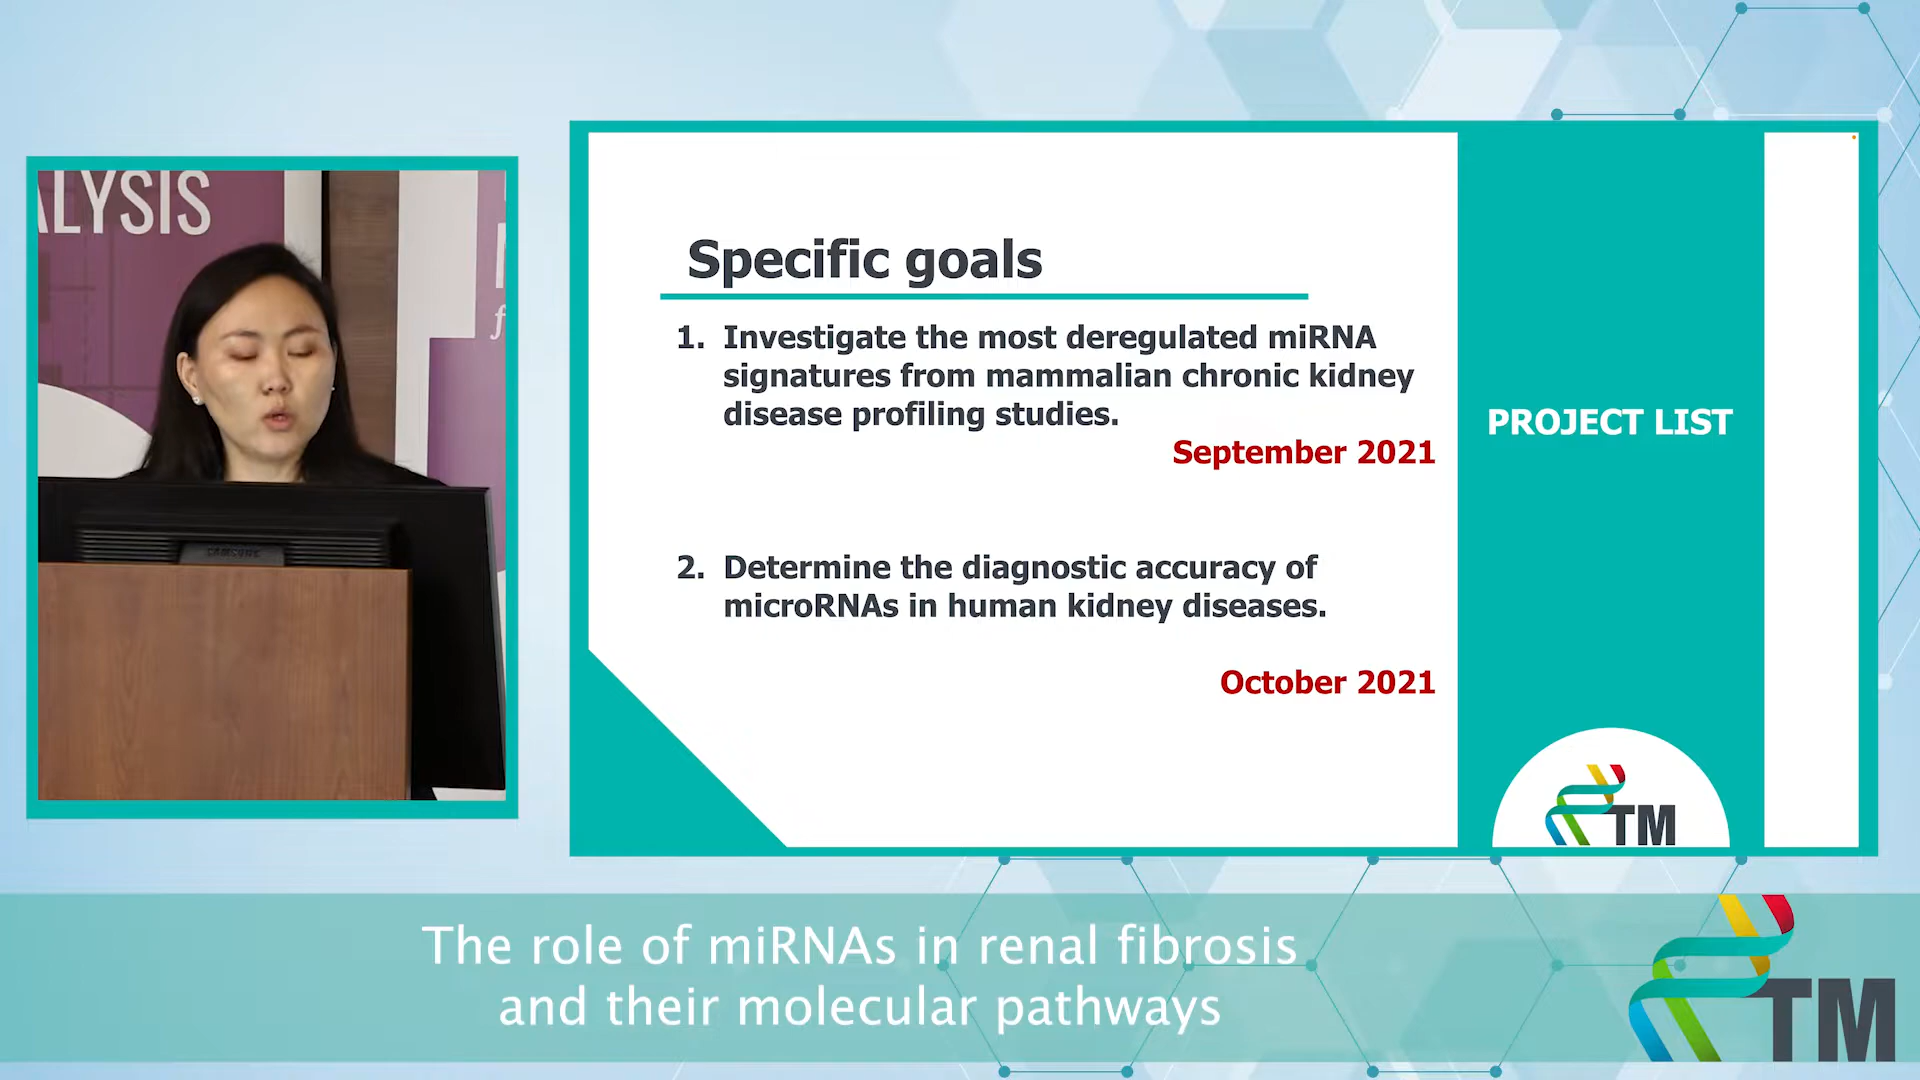 ALYSIS
SAMSUNG
Specific goals
1. Investigate the most deregulated miRNA
signatures from mammalian chronic kidney
disease profiling studies.
September 2021
2. Determine the diagnostic accuracy of
microRNAs in human kidney diseases.
October 2021
PROJECT LIST
TM
The role of miRNAs in renal fibrosis
and their molecular pathways
TM